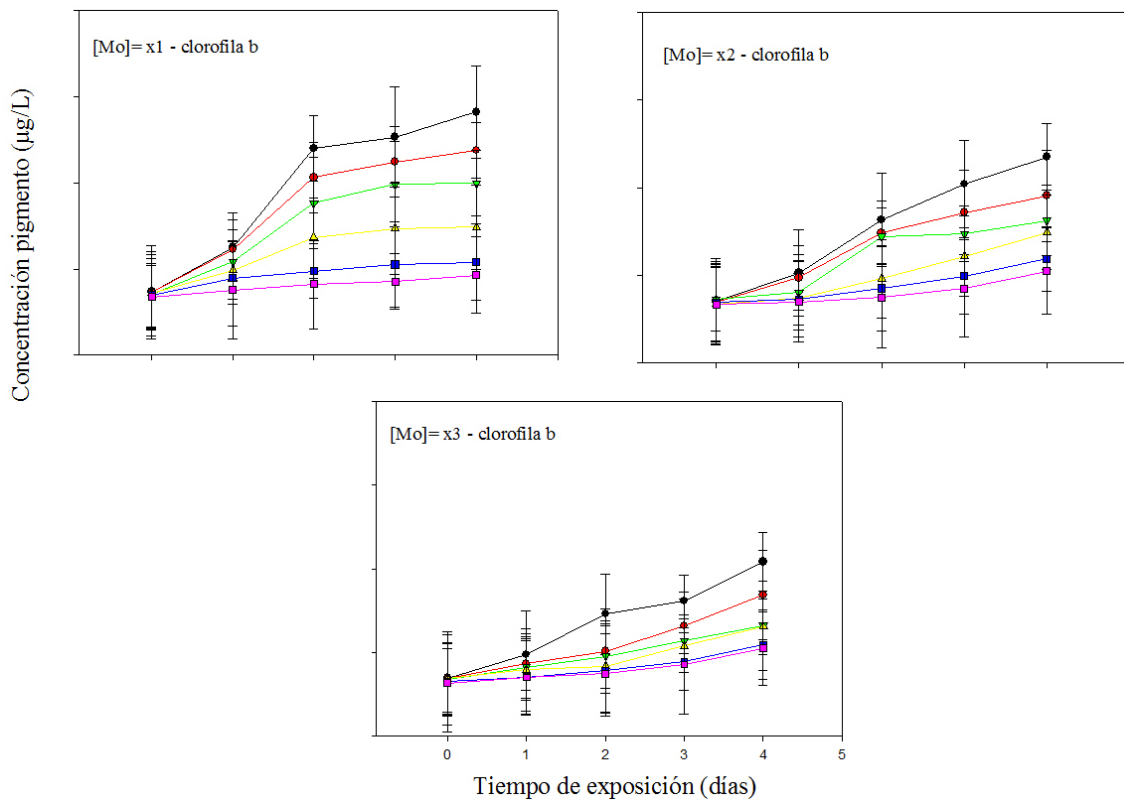 [Mo]= x1 - clorofila b
[Mo]= x2 - clorofila b
Concentración pigmento (µg/L)
[Mo]= x3 - clorofila b
0 1 2 3 4 5
Tiempo de exposición (días)